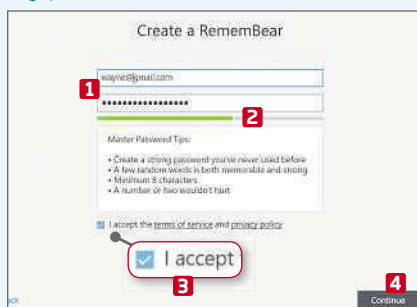 Create a RememBear
wayne@gmail.com
1
•••••••••••••••••
2
Master Password Tips:
• Create a strong password you've never used before
• A few random words is both memorable and strong
• Minimum 8 characters
• A number or two wouldn't hurt
I accept the terms of service and privacy policy
I accept
3
4
ack
Continue